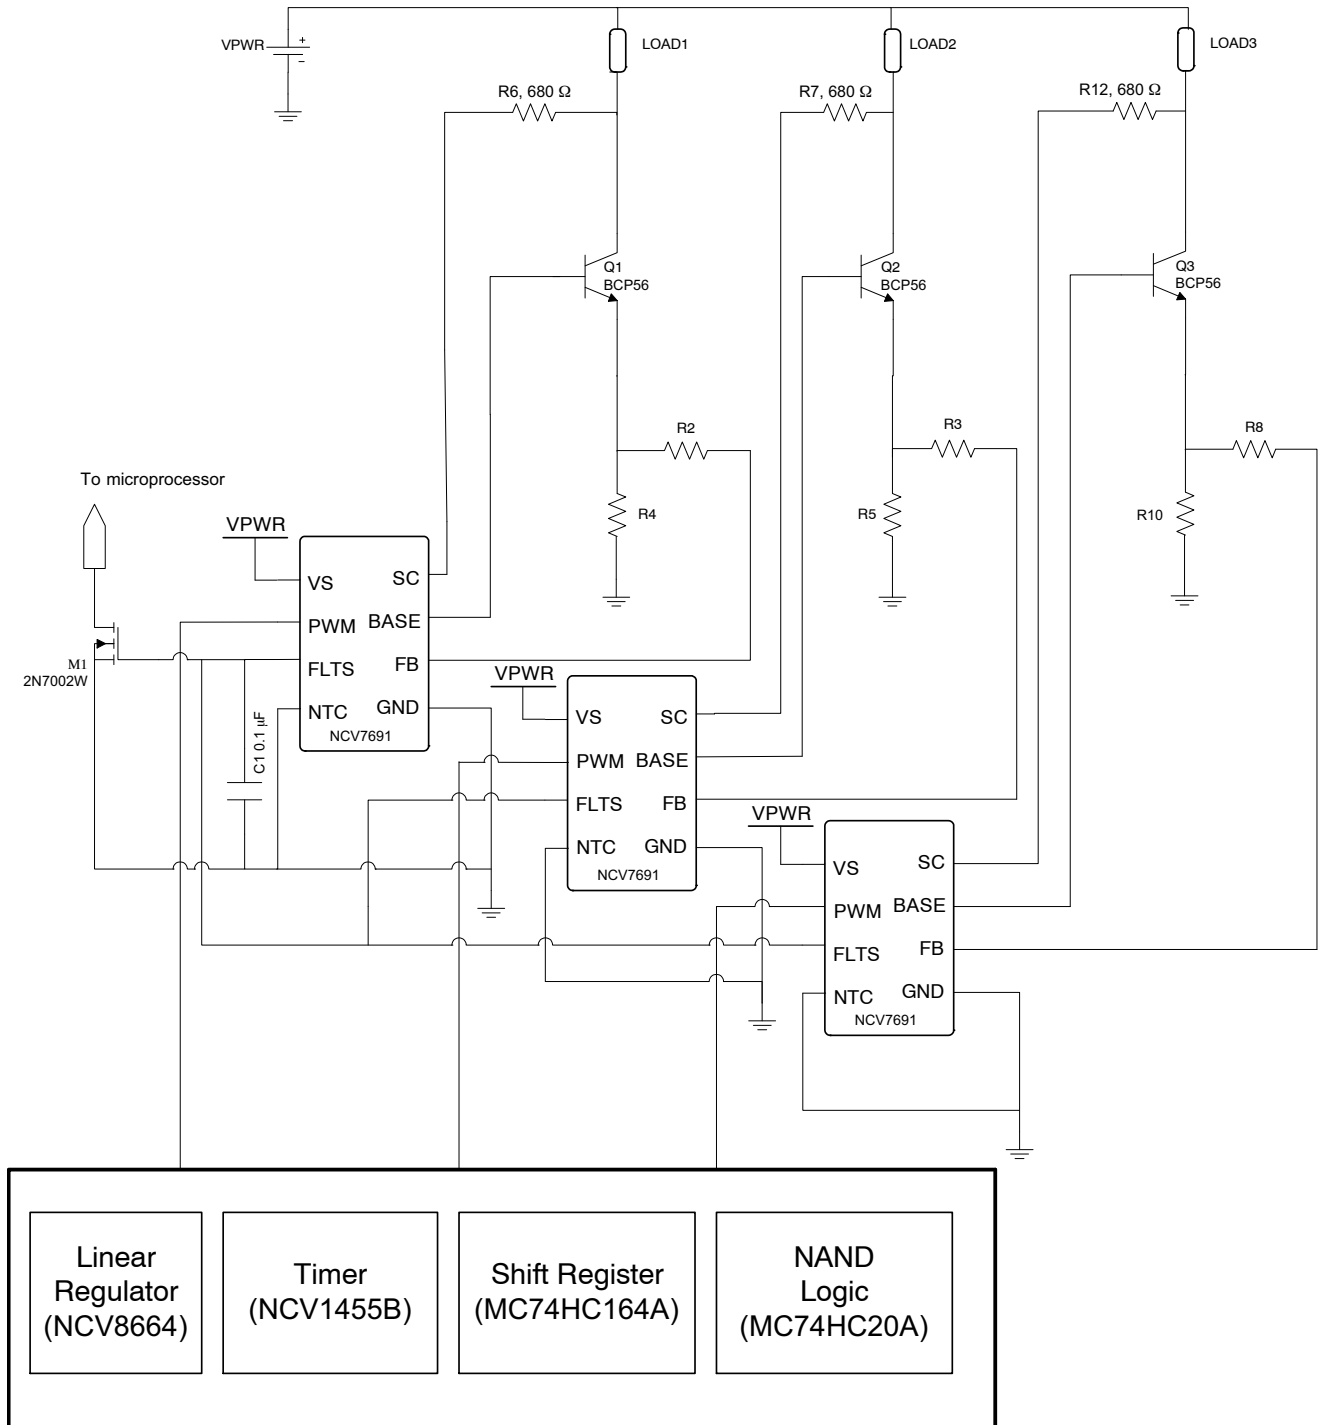 VPWR
+
−
LOAD1
LOAD2
LOAD3
R6, 680 Ω
R7, 680 Ω
R12, 680 Ω
Q1
BCP56
Q2
BCP56
Q3
BCP56
R2
R3
R8
R4
R5
R10
To microprocessor
M1
2N7002W
C1 0.1 µF
VPWR
VS
PWM
FLTS
NTC
SC
BASE
FB
GND
NCV7691
VPWR
VS
PWM
FLTS
NTC
SC
BASE
FB
GND
NCV7691
VPWR
VS
PWM
FLTS
NTC
SC
BASE
FB
GND
NCV7691
Linear
Regulator
(NCV8664)
Timer
(NCV1455B)
Shift Register
(MC74HC164A)
NAND
Logic
(MC74HC20A)